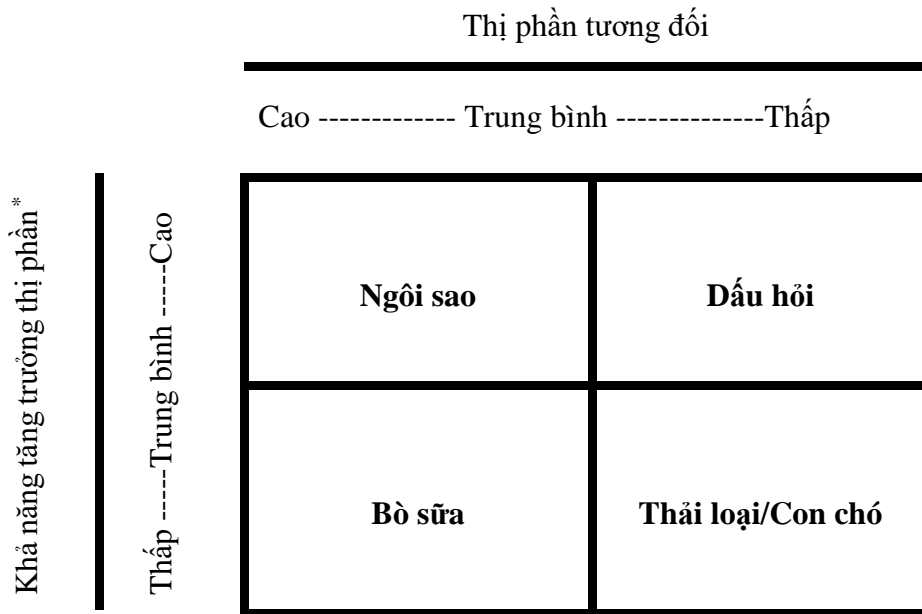 Thị phần tương đối
Cao ------------- Trung bình --------------Thấp
Khả năng tăng trưởng thị phần*
Thấp ------Trung bình ------Cao
Ngôi sao
Dấu hỏi
Bò sữa
Thải loại/Con chó